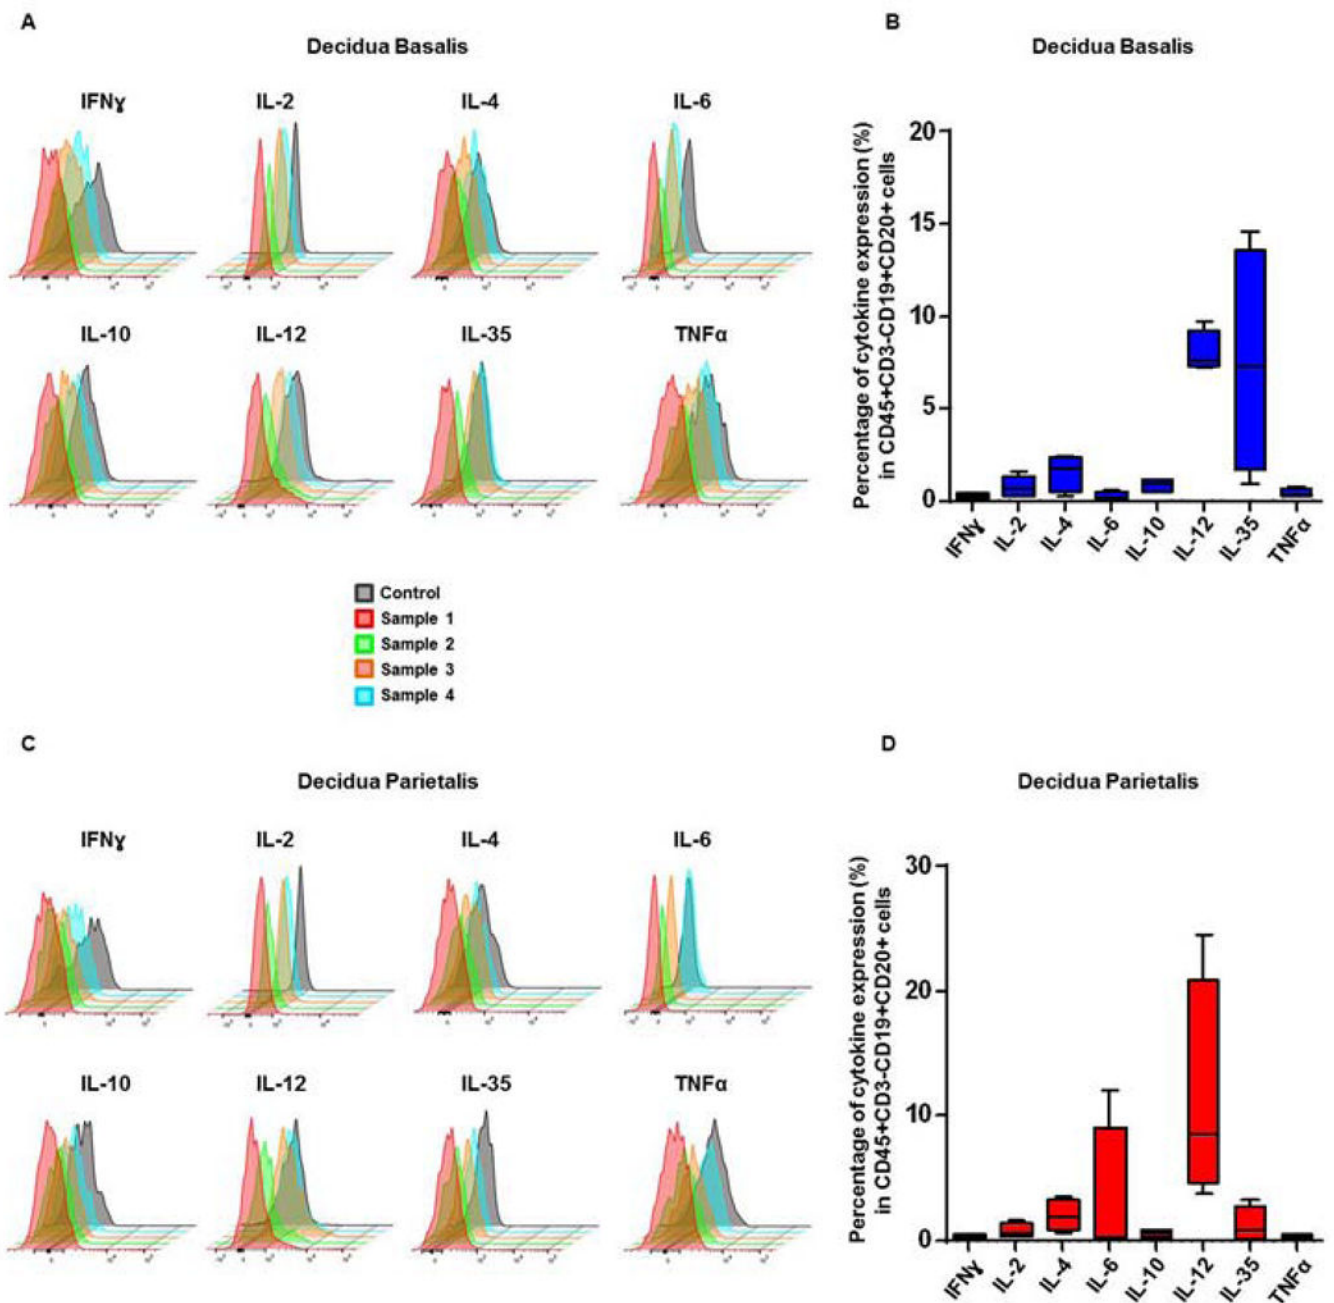 A
Decidua Basalis
IFNɣ
IL-2
IL-4
IL-6
IL-10
IL-12
IL-35
TNFα
Control
Sample 1
Sample 2
Sample 3
Sample 4
B
Decidua Basalis
Percentage of cytokine expression (%)
in CD45+CD3-CD19+CD20+ cells
20
15
10
5
0
IFNɣ
IL-2
IL-4
IL-6
IL-10
IL-12
IL-35
TNFα
C
Decidua Parietalis
IFNɣ
IL-2
IL-4
IL-6
IL-10
IL-12
IL-35
TNFα
D
Decidua Parietalis
Percentage of cytokine expression (%)
in CD45+CD3-CD19+CD20+ cells
30
20
10
0
IFNɣ
IL-2
IL-4
IL-6
IL-10
IL-12
IL-35
TNFα